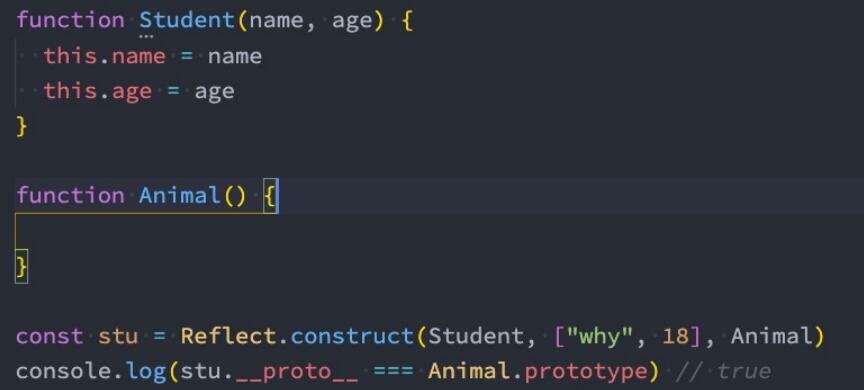 function Student(name, age) {
  this.name = name
  this.age = age
}
function Animal() {
}
const stu = Reflect.construct(Student, ["why", 18], Animal)
console.log(stu.__proto__ === Animal.prototype) // true